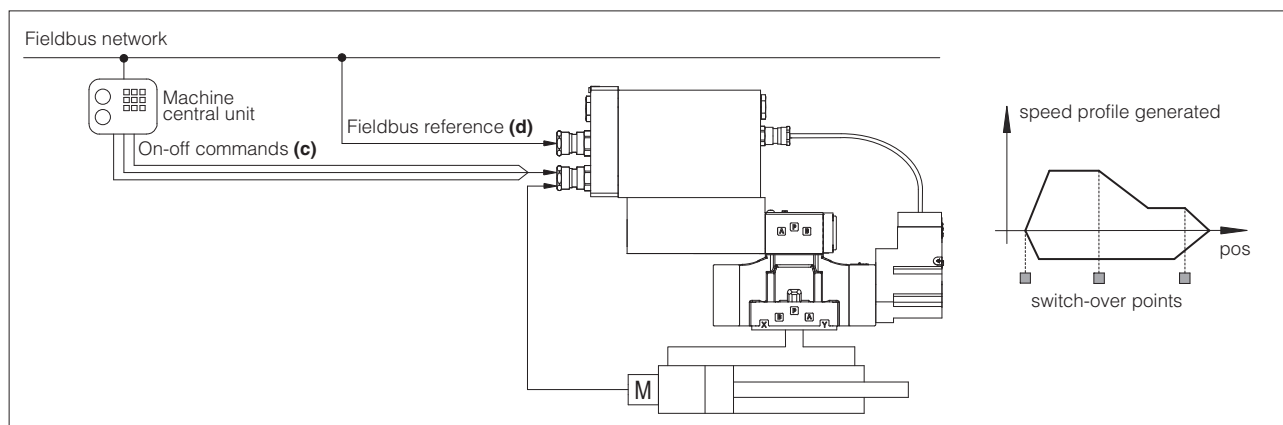 Fieldbus network
Machine
central unit
Fieldbus reference (d)
On-off commands (c)
speed profile generated
pos
switch-over points
A P B
B P A
X Y
M